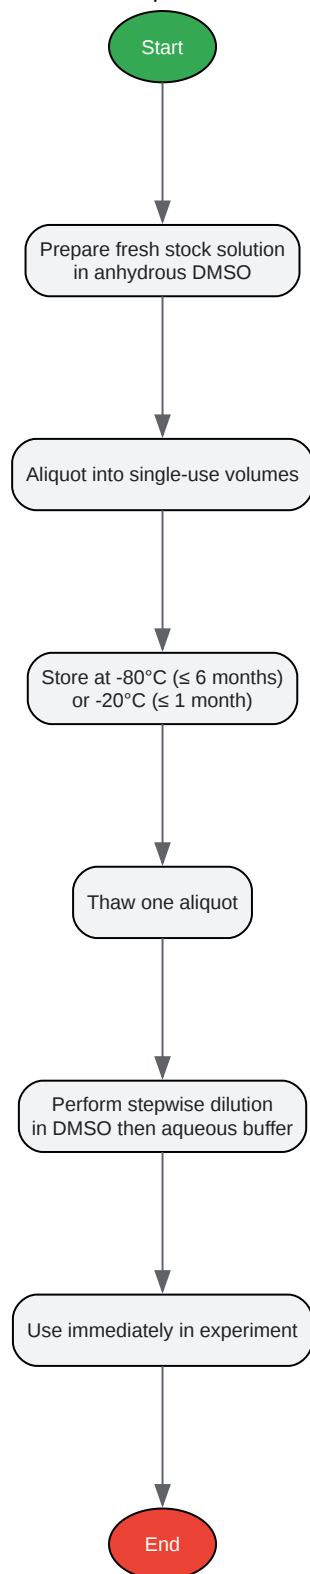 Start
Prepare fresh stock solution
in anhydrous DMSO
Aliquot into single-use volumes
Store at -80°C (≤ 6 months)
or -20°C (≤ 1 month)
Thaw one aliquot
Perform stepwise dilution
in DMSO then aqueous buffer
Use immediately in experiment
End